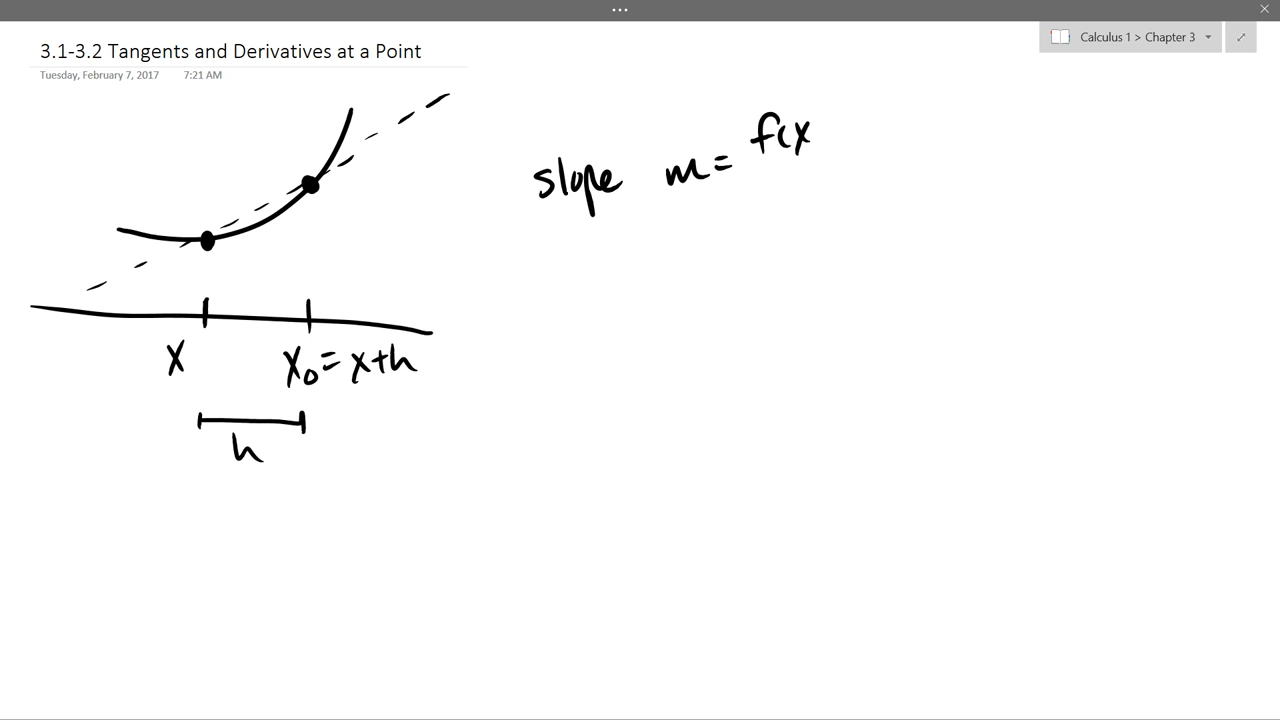 Calculus 1 > Chapter 3
3.1-3.2 Tangents and Derivatives at a Point
Tuesday, February 7, 2017 7:21 AM
slope m = f(x
x x₀ = x+h
h